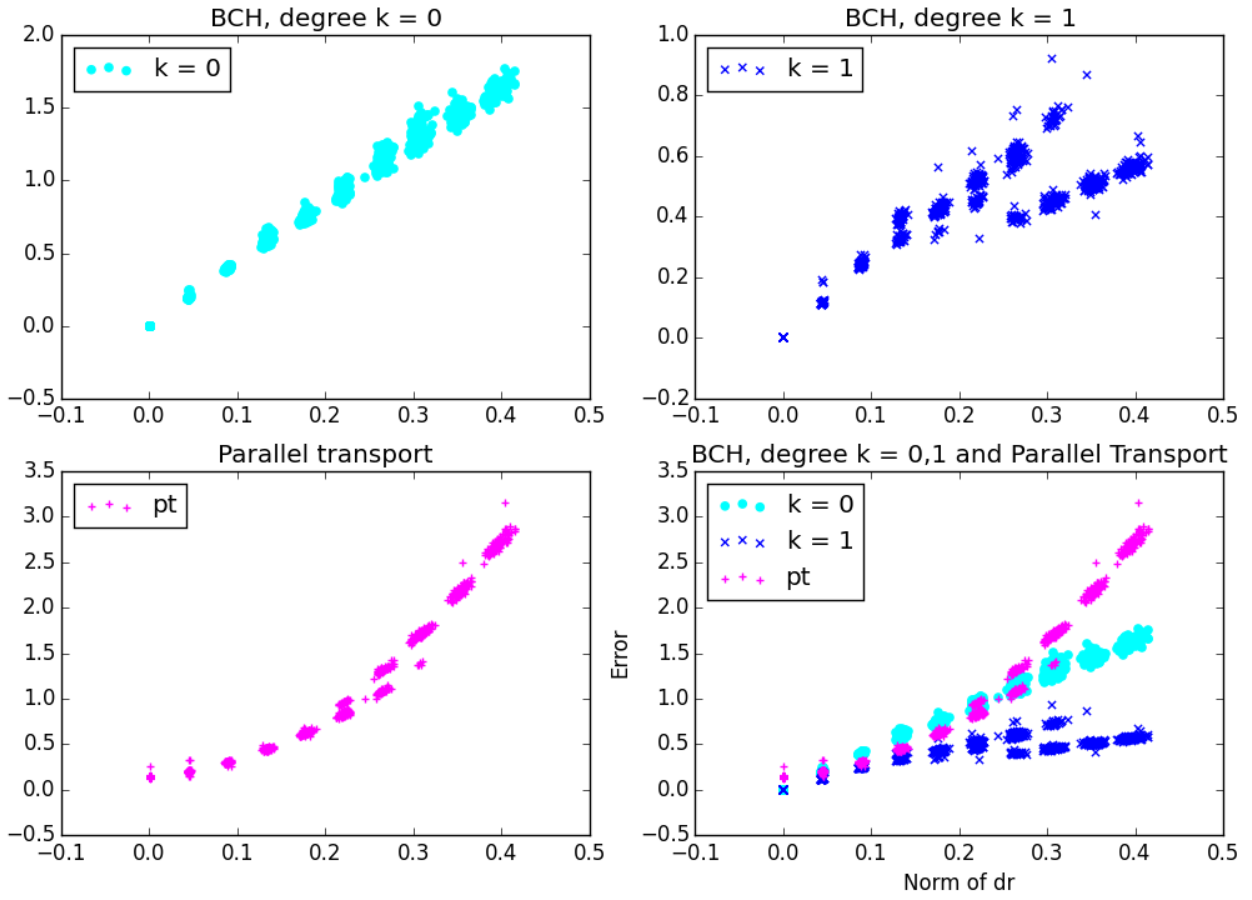 BCH, degree k = 0
2.0
1.5
1.0
0.5
0.0
−0.5
−0.1 0.0 0.1 0.2 0.3 0.4 0.5
k = 0
BCH, degree k = 1
1.0
0.8
0.6
0.4
0.2
0.0
−0.2
−0.1 0.0 0.1 0.2 0.3 0.4 0.5
k = 1
Parallel transport
3.5
3.0
2.5
2.0
1.5
1.0
0.5
0.0
−0.5
−0.1 0.0 0.1 0.2 0.3 0.4 0.5
pt
BCH, degree k = 0,1 and Parallel Transport
3.5
3.0
2.5
2.0
1.5
1.0
0.5
0.0
−0.5
−0.1 0.0 0.1 0.2 0.3 0.4 0.5
k = 0
k = 1
pt
Error
Norm of dr